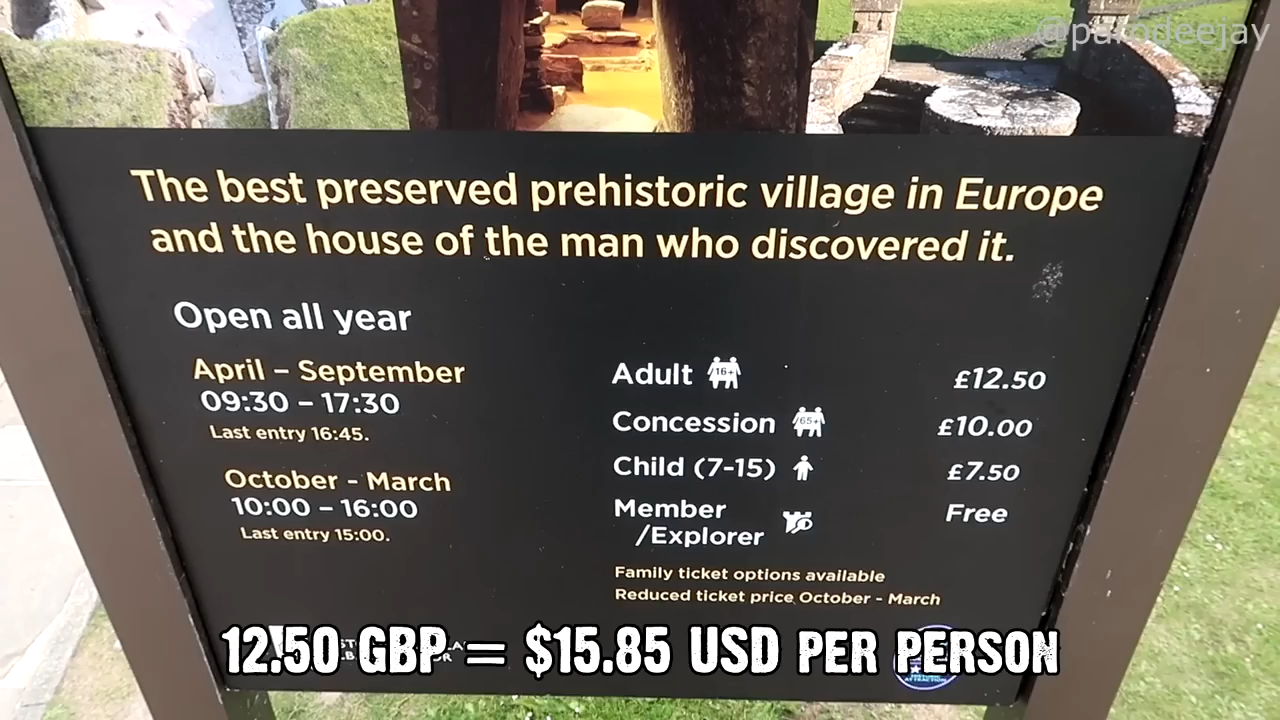 @parodeejay
The best preserved prehistoric village in Europe
and the house of the man who discovered it.
Open all year
April – September
09:30 – 17:30
Last entry 16:45.
October - March
10:00 – 16:00
Last entry 15:00.
Adult 16+ £12.50
Concession 65+ £10.00
Child (7-15) £7.50
Member Free
/Explorer
Family ticket options available
Reduced ticket price October - March
12.50 GBP = $15.85 USD PER PERSON
ATTRACTION